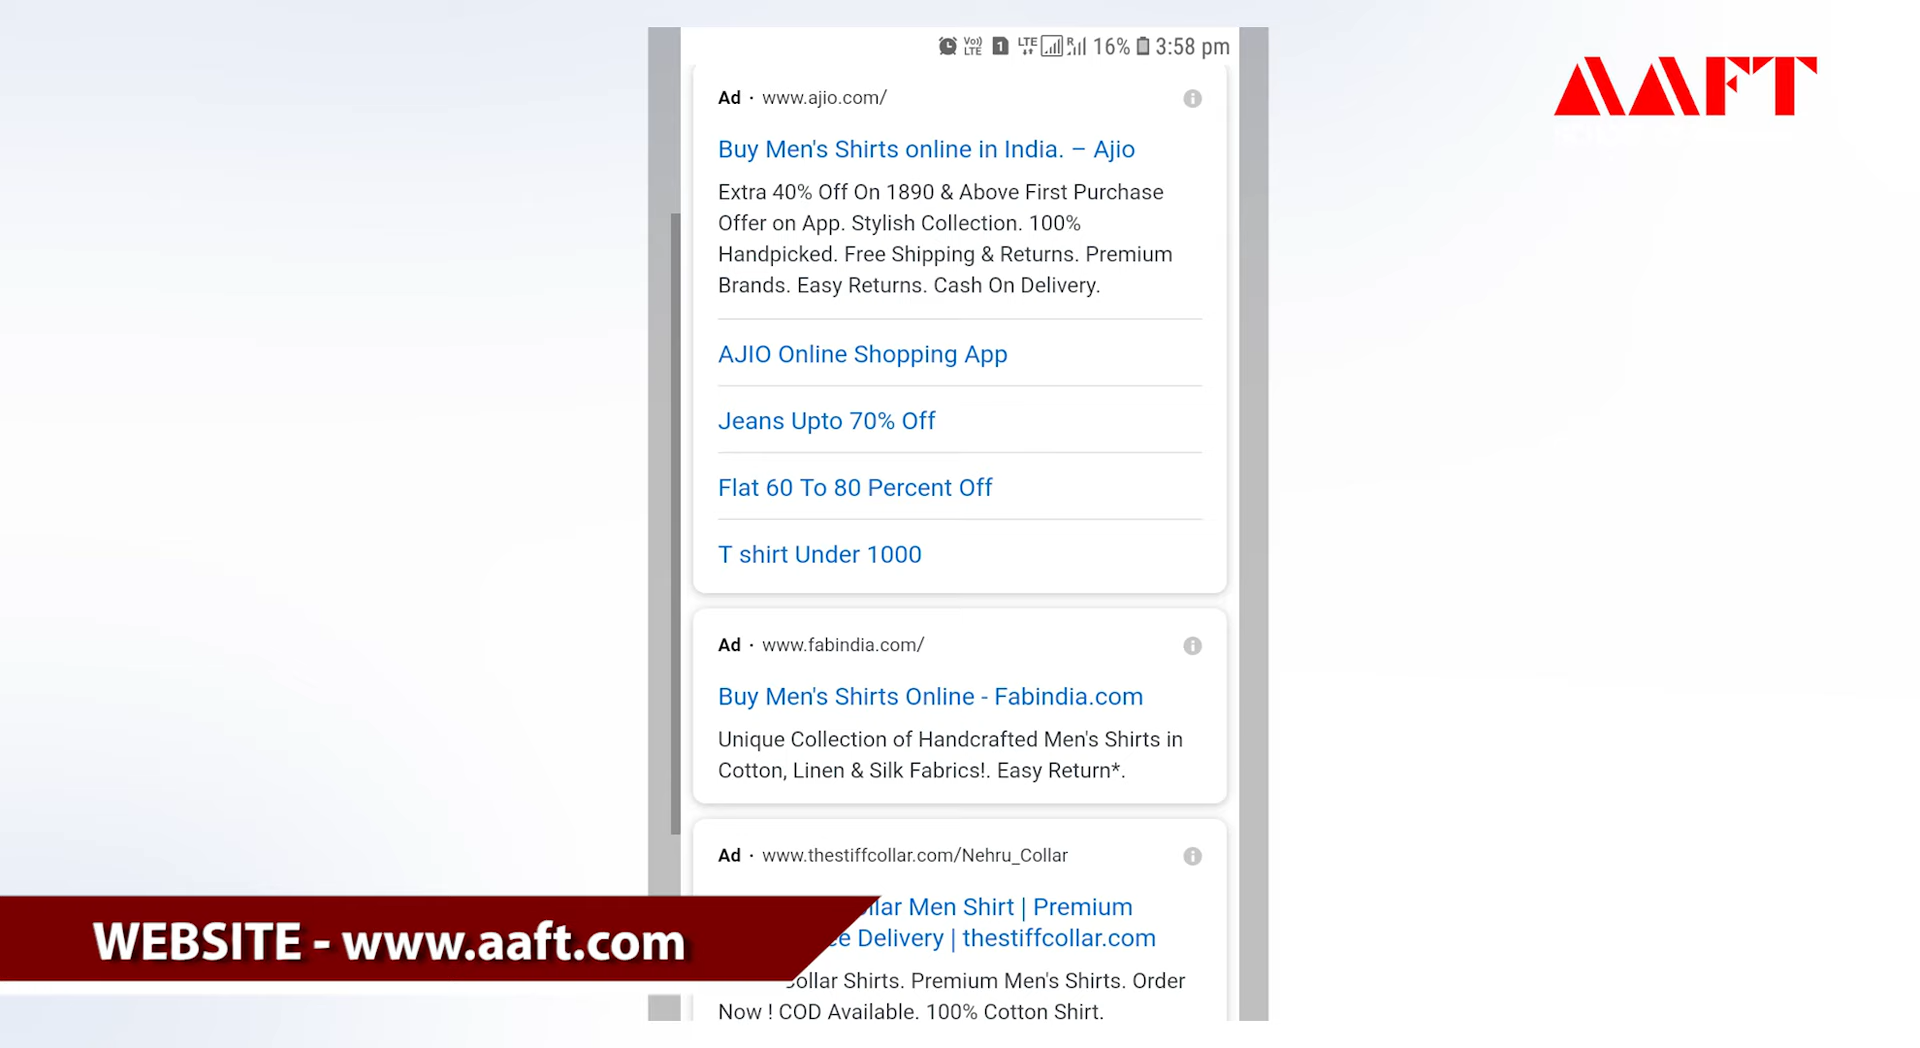 VoD LTE 1 LTE R 16% 3:58 pm
AAFT
Ad · www.ajio.com/
Buy Men's Shirts online in India. – Ajio
Extra 40% Off On 1890 & Above First Purchase
Offer on App. Stylish Collection. 100%
Handpicked. Free Shipping & Returns. Premium
Brands. Easy Returns. Cash On Delivery.
AJIO Online Shopping App
Jeans Upto 70% Off
Flat 60 To 80 Percent Off
T shirt Under 1000
Ad · www.fabindia.com/
Buy Men's Shirts Online - Fabindia.com
Unique Collection of Handcrafted Men's Shirts in
Cotton, Linen & Silk Fabrics!. Easy Return*.
Ad · www.thestiffcollar.com/Nehru_Collar
Men Shirt | Premium
Delivery | thestiffcollar.com
Shirts. Premium Men's Shirts. Order
Now ! COD Available. 100% Cotton Shirt.
WEBSITE - www.aaft.com